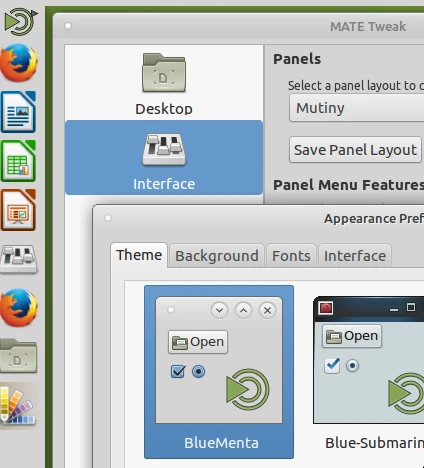 MATE Tweak
Desktop
Interface
Panels
Select a panel layout to c
Mutiny
Save Panel Layout
Panel Menu Features
Appearance Pref
Theme
Background
Fonts
Interface
Open
BlueMenta
Open
Blue-Submarin